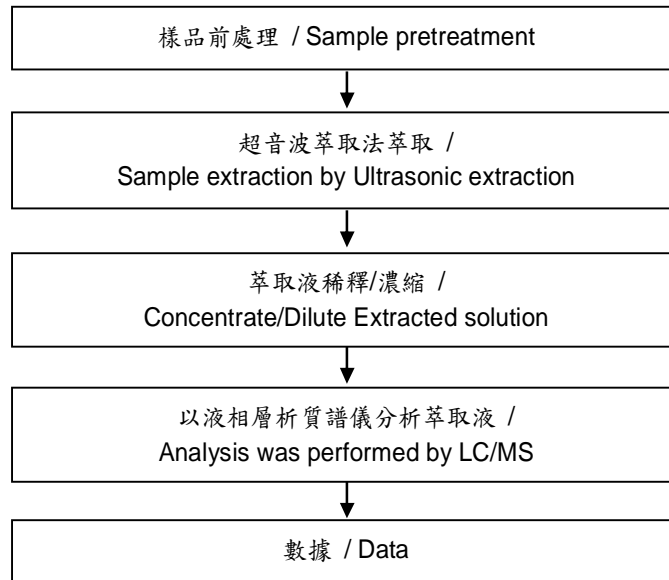 樣品前處理 / Sample pretreatment
超音波萃取法萃取 /
Sample extraction by Ultrasonic extraction
萃取液稀釋/濃縮 /
Concentrate/Dilute Extracted solution
以液相層析質譜儀分析萃取液 /
Analysis was performed by LC/MS
數據 / Data